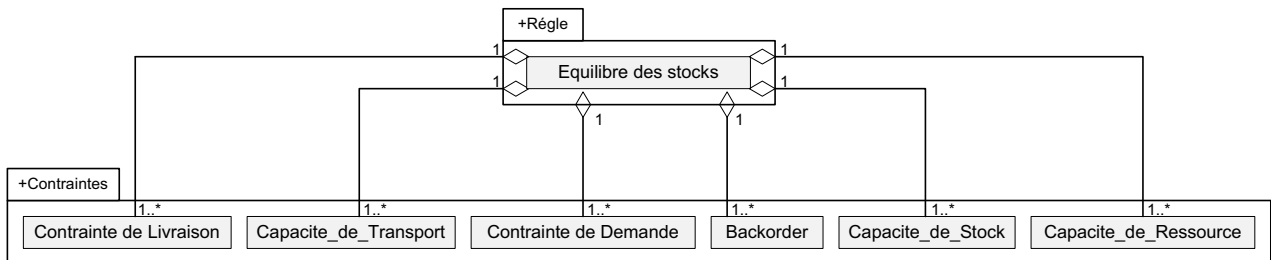 +Régle
1
1
Equilibre des stocks
1
1
1
1
+Contraintes
1..*
1..*
1..*
1..*
1..*
1..*
Contrainte de Livraison
Capacite_de_Transport
Contrainte de Demande
Backorder
Capacite_de_Stock
Capacite_de_Ressource